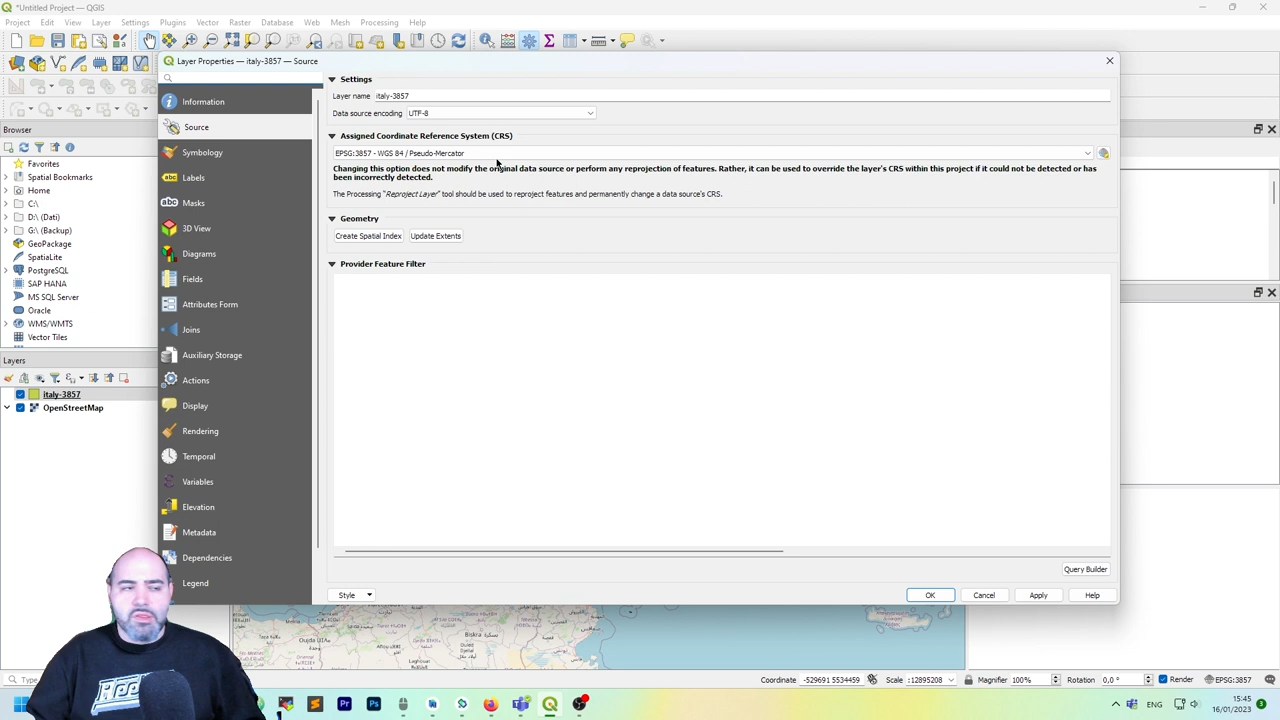 *Untitled Project — QGIS
Project Edit View Layer Settings Plugins Vector Raster Database Web Mesh Processing Help
Layer Properties — italy-3857 — Source
Information
Source
Symbology
Labels
Masks
3D View
Diagrams
Fields
Attributes Form
Joins
Auxiliary Storage
Actions
Display
Rendering
Temporal
Variables
Elevation
Metadata
Dependencies
Legend
Settings
Layer name italy-3857
Data source encoding UTF-8
Assigned Coordinate Reference System (CRS)
EPSG:3857 - WGS 84 / Pseudo-Mercator
Changing this option does not modify the original data source or perform any reprojection of features. Rather, it can be used to override the layer's CRS within this project if it could not be detected or has
been incorrectly detected.
The Processing "Reproject Layer" tool should be used to reproject features and permanently change a data source's CRS.
Geometry
Create Spatial Index Update Extents
Provider Feature Filter
Query Builder
Style OK Cancel Apply Help
Browser
Favorites
Spatial Bookmarks
Home
C:\
D:\ (Dati)
G:\ (Backup)
GeoPackage
SpatiaLite
PostgreSQL
SAP HANA
MS SQL Server
Oracle
WMS/WMTS
Vector Tiles
Layers
italy-3857
OpenStreetMap
Biskra
Laghouat
Coordinate -529691 5534459 Scale :12895208 Magnifier 100% Rotation 0,0 ° Render EPSG:3857
ENG
15:45
16/01/2023